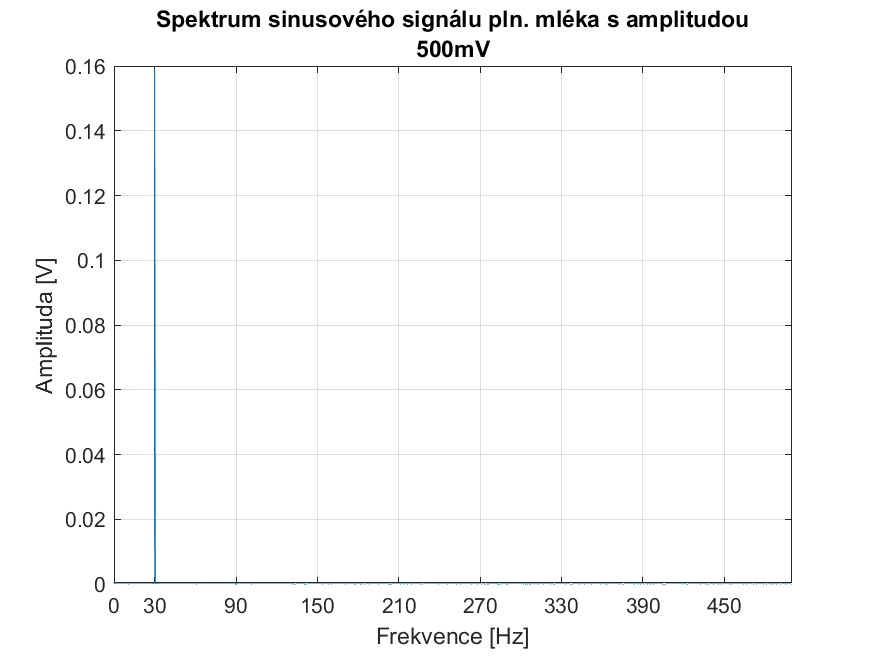 Spektrum sinusového signálu pln. mléka s amplitudou
500mV
0.16
0.14
0.12
0.1
0.08
0.06
0.04
0.02
0
Amplituda [V]
0 30 90 150 210 270 330 390 450
Frekvence [Hz]